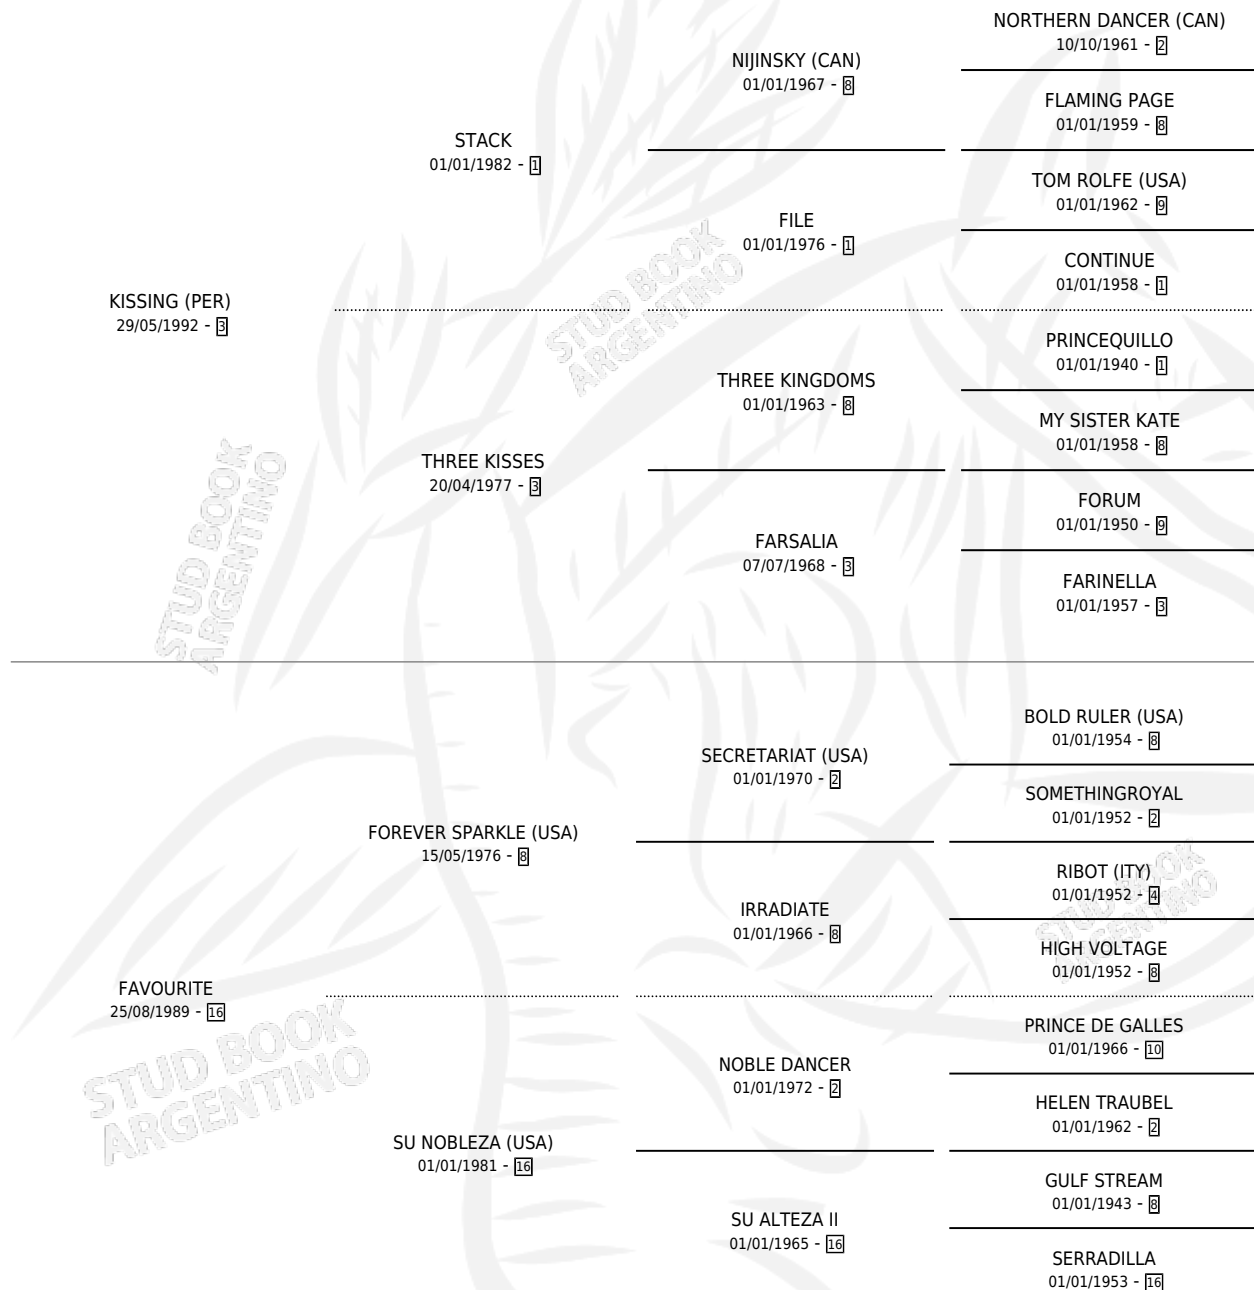 NORTHERN DANCER (CAN)
10/10/1961 - 2
NIJINSKY (CAN)
01/01/1967 - 8
FLAMING PAGE
01/01/1959 - 8
STACK
01/01/1982 - 1
TOM ROLFE (USA)
01/01/1962 - 9
FILE
01/01/1976 - 1
CONTINUE
01/01/1958 - 1
KISSING (PER)
29/05/1992 - 3
PRINCEQUILLO
01/01/1940 - 1
THREE KINGDOMS
01/01/1963 - 8
MY SISTER KATE
01/01/1958 - 8
THREE KISSES
20/04/1977 - 3
FORUM
01/01/1950 - 9
FARSALIA
07/07/1968 - 3
FARINELLA
01/01/1957 - 3
BOLD RULER (USA)
01/01/1954 - 8
SECRETARIAT (USA)
01/01/1970 - 2
SOMETHINGROYAL
01/01/1952 - 2
FOREVER SPARKLE (USA)
15/05/1976 - 8
RIBOT (ITY)
01/01/1952 - 4
IRRADIATE
01/01/1966 - 8
HIGH VOLTAGE
01/01/1952 - 8
FAVOURITE
25/08/1989 - 16
PRINCE DE GALLES
01/01/1966 - 10
NOBLE DANCER
01/01/1972 - 2
HELEN TRAUBEL
01/01/1962 - 2
SU NOBLEZA (USA)
01/01/1981 - 16
GULF STREAM
01/01/1943 - 8
SU ALTEZA II
01/01/1965 - 16
SERRADILLA
01/01/1953 - 16
STUD BOOK
ARGENTINO
STUD BOOK
ARGENTINO
STUD BOOK
ARGENTINO
STUD BOOK
ARGENTINO